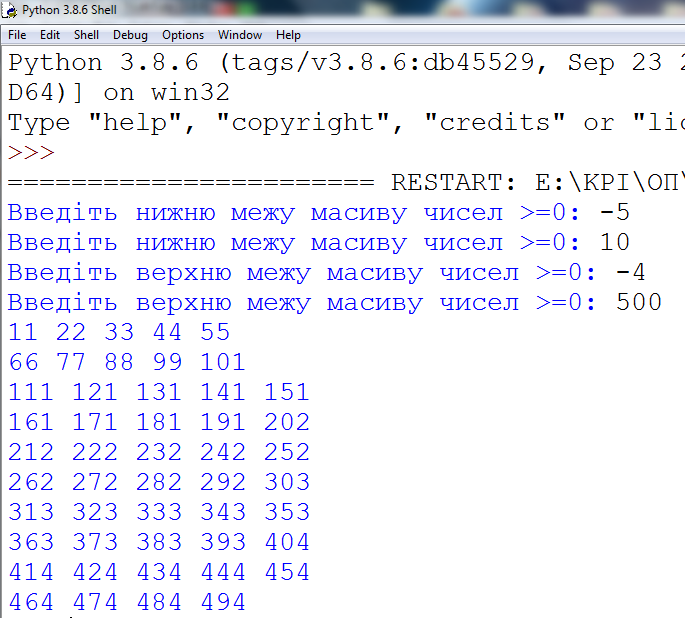 Python 3.8.6 Shell
File Edit Shell Debug Options Window Help
Python 3.8.6 (tags/v3.8.6:db45529, Sep 23
D64)] on win32
Type "help", "copyright", "credits" or
>>>
======================= RESTART: E:\KPI\ОП\
Введіть нижню межу масиву чисел >=0: -5
Введіть нижню межу масиву чисел >=0: 10
Введіть верхню межу масиву чисел >=0: -4
Введіть верхню межу масиву чисел >=0: 500
11 22 33 44 55
66 77 88 99 101
111 121 131 141 151
161 171 181 191 202
212 222 232 242 252
262 272 282 292 303
313 323 333 343 353
363 373 383 393 404
414 424 434 444 454
464 474 484 494